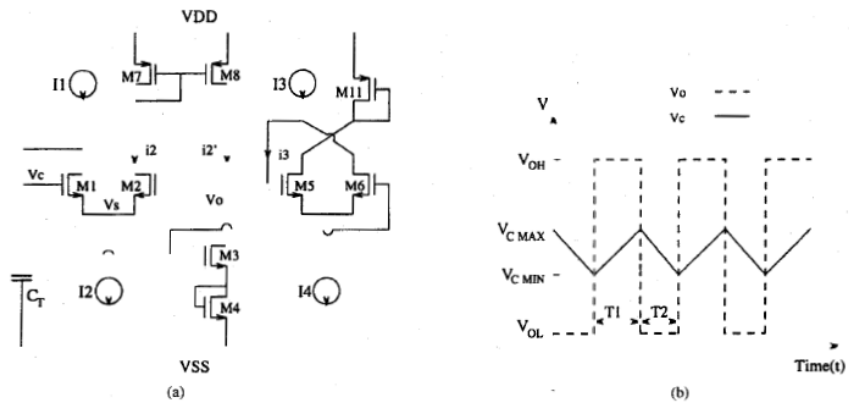 VDD
M7
M8
I1
I3
M11
i2
i2'
i3
Vc
M1
M2
Vs
Vo
M5
M6
M3
M4
CT
I2
I4
VSS
(a)
V
Vo
Vc
VOH
VC MAX
VC MIN
VOL
T1
T2
Time(t)
(b)